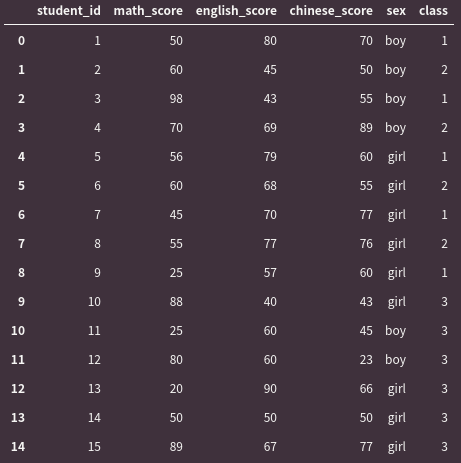 student_id math_score english_score chinese_score sex class
0 1 50 80 70 boy 1
1 2 60 45 50 boy 2
2 3 98 43 55 boy 1
3 4 70 69 89 boy 2
4 5 56 79 60 girl 1
5 6 60 68 55 girl 2
6 7 45 70 77 girl 1
7 8 55 77 76 girl 2
8 9 25 57 60 girl 1
9 10 88 40 43 girl 3
10 11 25 60 45 boy 3
11 12 80 60 23 boy 3
12 13 20 90 66 girl 3
13 14 50 50 50 girl 3
14 15 89 67 77 girl 3